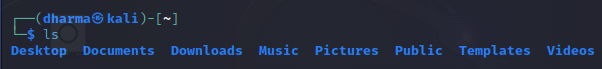 ┌──(dharma㉿kali)-[~]
└─$ ls
Desktop  Documents  Downloads  Music  Pictures  Public  Templates  Videos